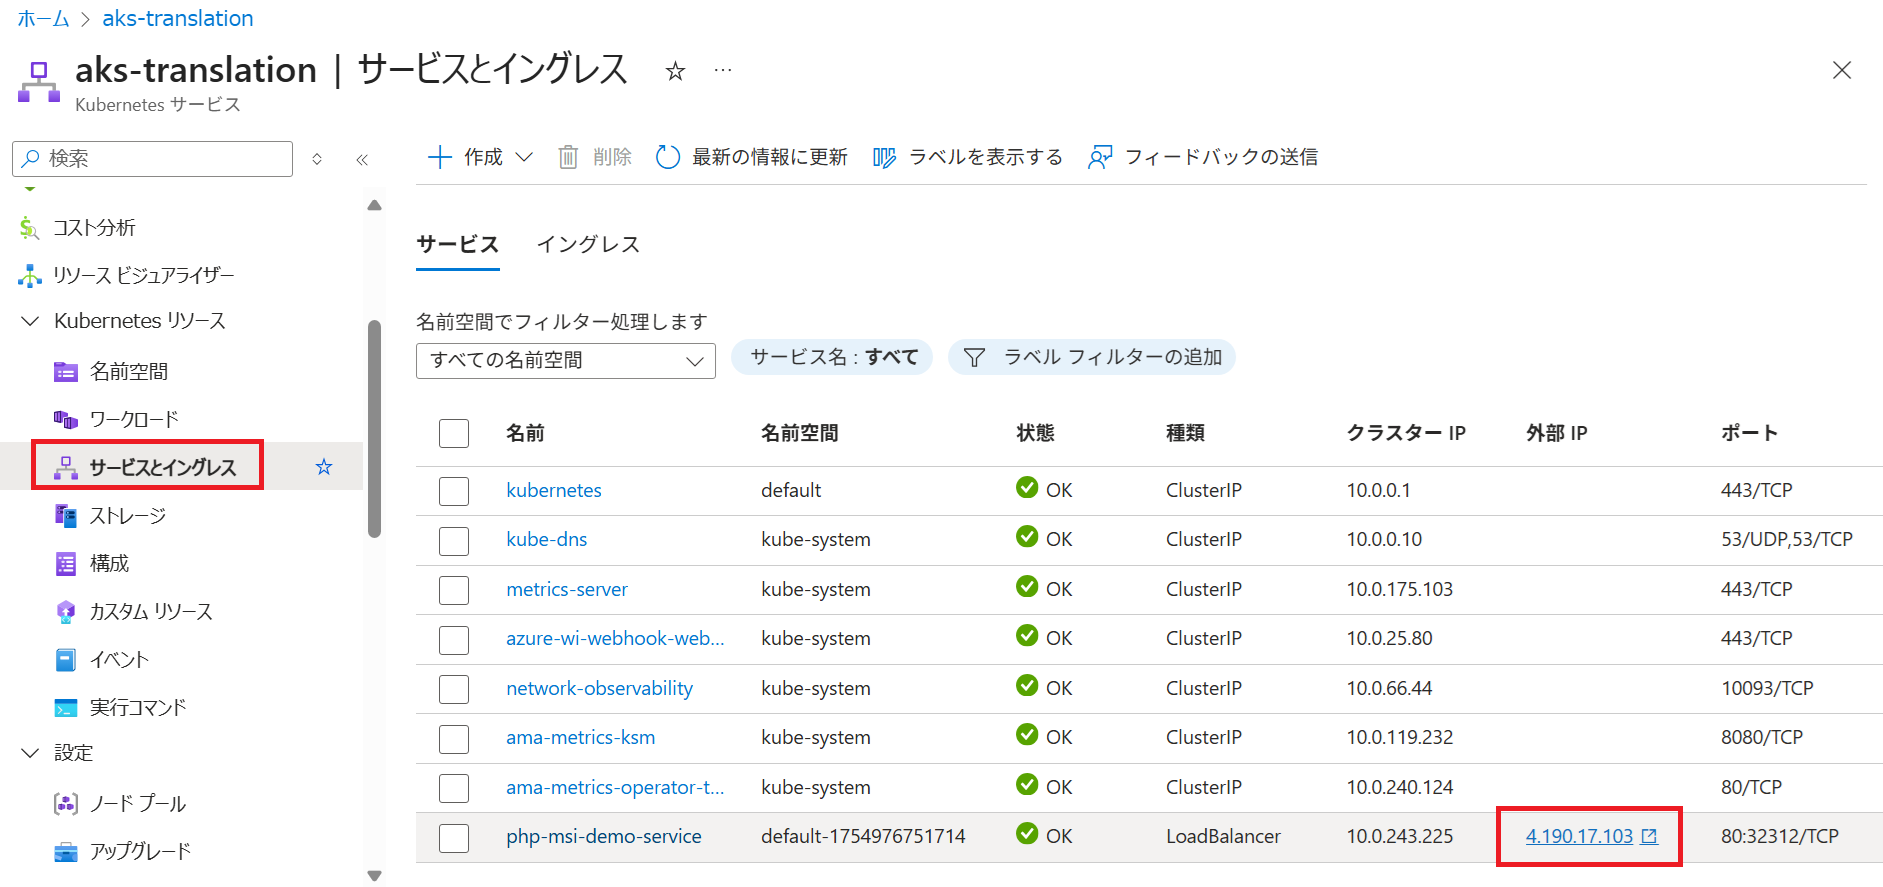 ホーム > aks-translation
aks-translation | サービスとイングレス ☆ …
Kubernetes サービス
検索
コスト分析
リソース ビジュアライザー
Kubernetes リソース
名前空間
ワークロード
サービスとイングレス
ストレージ
構成
カスタム リソース
イベント
実行コマンド
設定
ノード プール
アップグレード
作成 削除 最新の情報に更新 ラベルを表示する フィードバックの送信
サービス イングレス
名前空間でフィルター処理します
すべての名前空間 サービス名 : すべて ラベル フィルターの追加
名前 名前空間 状態 種類 クラスター IP 外部 IP ポート
kubernetes default OK ClusterIP 10.0.0.1 443/TCP
kube-dns kube-system OK ClusterIP 10.0.0.10 53/UDP,53/TCP
metrics-server kube-system OK ClusterIP 10.0.175.103 443/TCP
azure-wi-webhook-web... kube-system OK ClusterIP 10.0.25.80 443/TCP
network-observability kube-system OK ClusterIP 10.0.66.44 10093/TCP
ama-metrics-ksm kube-system OK ClusterIP 10.0.119.232 8080/TCP
ama-metrics-operator-t... kube-system OK ClusterIP 10.0.240.124 80/TCP
php-msi-demo-service default-1754976751714 OK LoadBalancer 10.0.243.225 4.190.17.103 80:32312/TCP